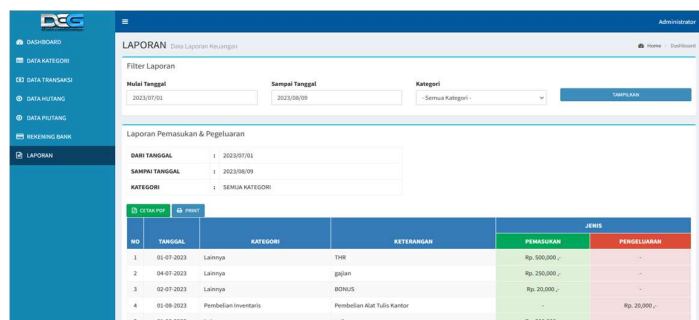 DEG
Administrator
DASHBOARD
DATA KATEGORI
DATA TRANSAKSI
DATA HUTANG
DATA PIUTANG
REKENING BANK
LAPORAN
LAPORAN Data Laporan Keuangan
Home / Dashboard
Filter Laporan
Mulai Tanggal Sampai Tanggal Kategori
2023/07/01 2023/08/09 - Semua Kategori - TAMPILKAN
Laporan Pemasukan & Pegeluaran
DARI TANGGAL : 2023/07/01
SAMPAI TANGGAL : 2023/08/09
KATEGORI : SEMUA KATEGORI
CETAK PDF PRINT
JENIS
NO TANGGAL KATEGORI KETERANGAN PEMASUKAN PENGELUARAN
1 01-07-2023 Lainnya THR Rp. 500,000 ,- -
2 04-07-2023 Lainnya gajian Rp. 250,000 ,- -
3 02-07-2023 Lainnya BONUS Rp. 20,000 ,- -
4 01-08-2023 Pembelian Inventaris Pembelian Alat Tulis Kantor - Rp. 20,000 ,-